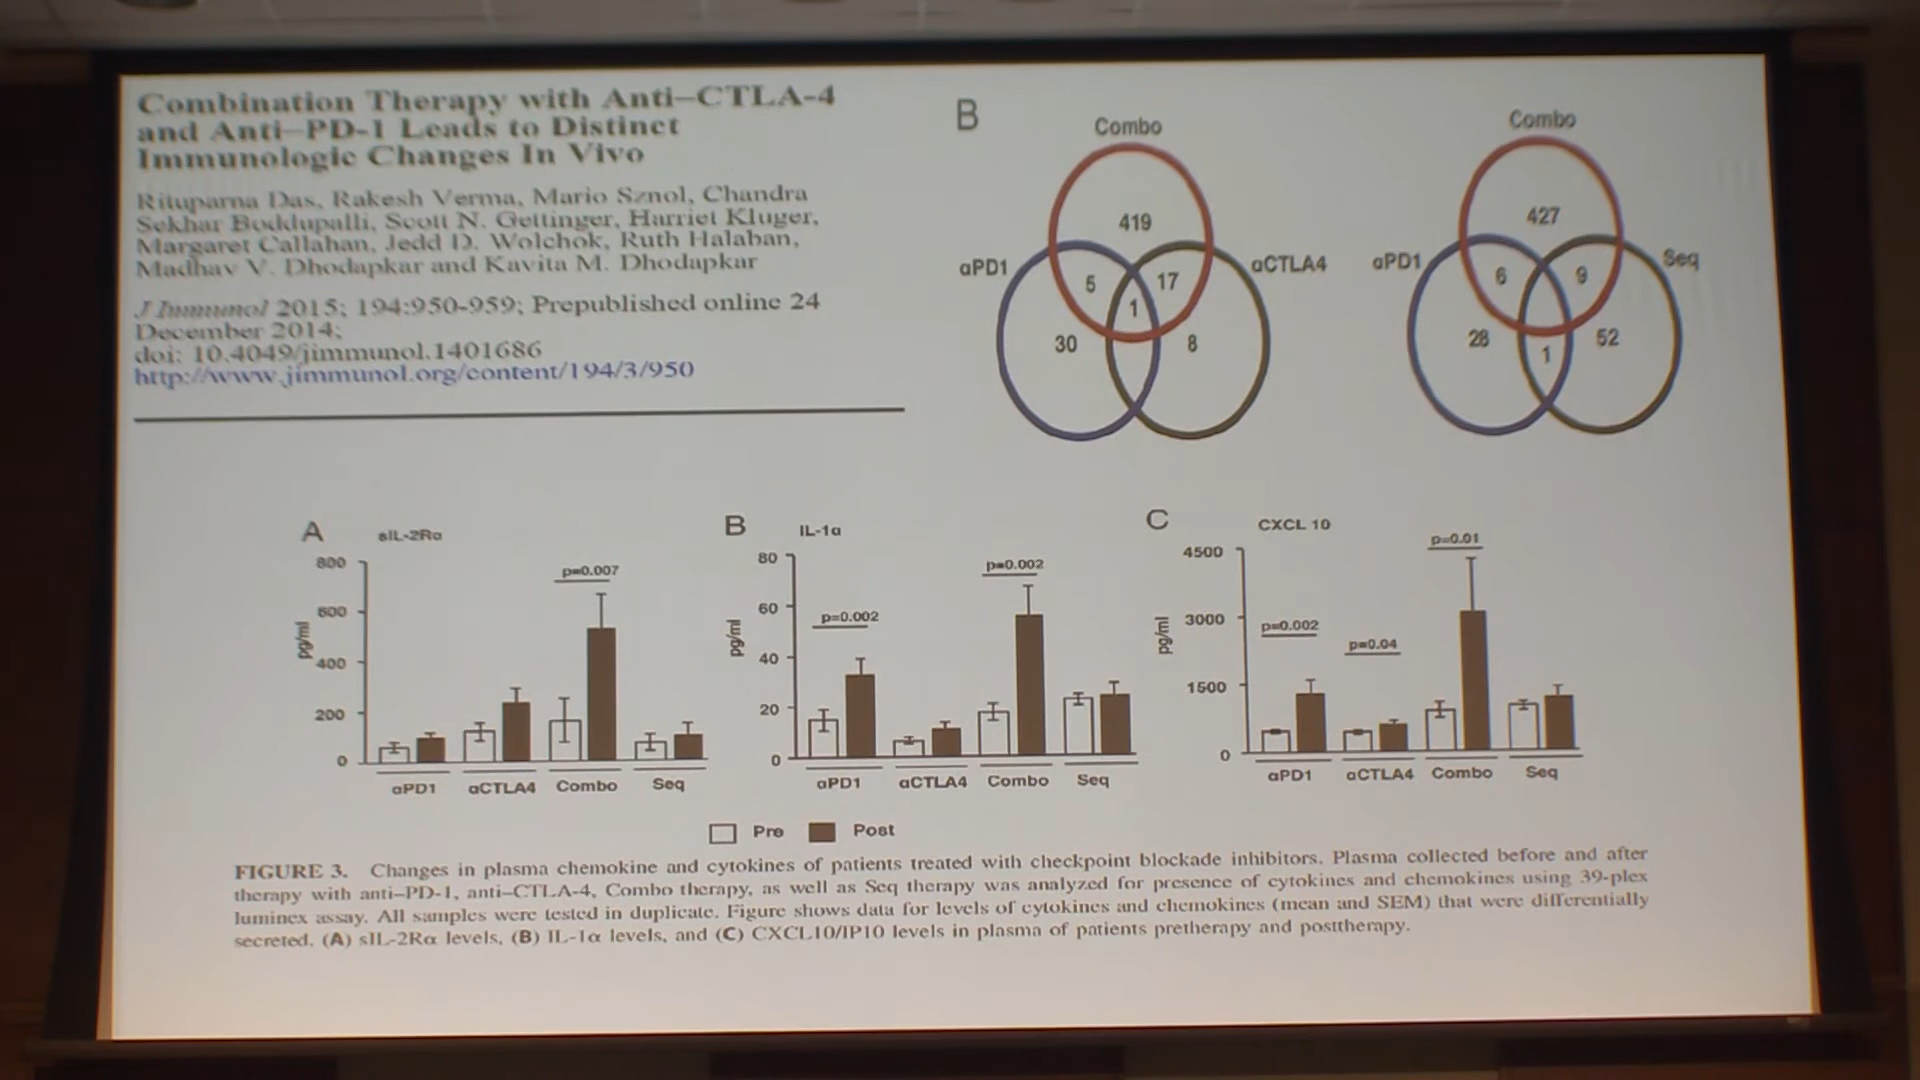 Combination Therapy with Anti–CTLA-4
and Anti–PD-1 Leads to Distinct
Immunologic Changes In Vivo
Rituparna Das, Rakesh Verma, Mario Sznol, Chandra
Sekhar Boddupalli, Scott N. Gettinger, Harriet Kluger,
Margaret Callahan, Jedd D. Wolchok, Ruth Halaban,
Madhav V. Dhodapkar and Kavita M. Dhodapkar
J Immunol 2015; 194:950-959; Prepublished online 24
December 2014;
doi: 10.4049/jimmunol.1401686
http://www.jimmunol.org/content/194/3/950
B
Combo
419
αPD1
αCTLA4
5
17
1
30
8
Combo
427
αPD1
Seq
6
9
28
52
1
A
sIL-2Rα
800
600
400
200
0
pg/ml
p=0.007
αPD1 αCTLA4 Combo Seq
B
IL-1α
80
60
40
20
0
pg/ml
p=0.002
p=0.002
αPD1 αCTLA4 Combo Seq
C
CXCL 10
4500
3000
1500
0
pg/ml
p=0.002
p=0.04
p=0.01
αPD1 αCTLA4 Combo Seq
Pre Post
FIGURE 3. Changes in plasma chemokine and cytokines of patients treated with checkpoint blockade inhibitors. Plasma collected before and after
therapy with anti–PD-1, anti–CTLA-4, Combo therapy, as well as Seq therapy was analyzed for presence of cytokines and chemokines using 39-plex
luminex assay. All samples were tested in duplicate. Figure shows data for levels of cytokines and chemokines (mean and SEM) that were differentially
secreted. (A) sIL-2Rα levels, (B) IL-1α levels, and (C) CXCL10/IP10 levels in plasma of patients pretherapy and posttherapy.